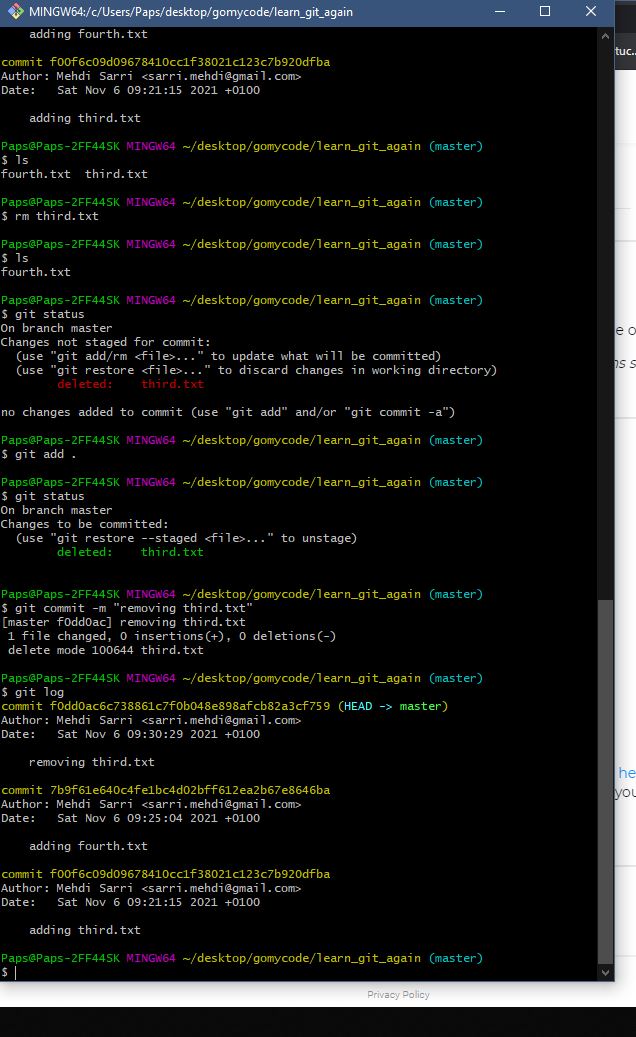 MINGW64:/c/Users/Paps/desktop/gomycode/learn_git_again
    adding fourth.txt
commit f00f6c09d09678410cc1f38021c123c7b920dfba
Author: Mehdi Sarri <sarri.mehdi@gmail.com>
Date:   Sat Nov 6 09:21:15 2021 +0100
    adding third.txt
Paps@Paps-2FF44SK MINGW64 ~/desktop/gomycode/learn_git_again (master)
$ ls
fourth.txt  third.txt
Paps@Paps-2FF44SK MINGW64 ~/desktop/gomycode/learn_git_again (master)
$ rm third.txt
Paps@Paps-2FF44SK MINGW64 ~/desktop/gomycode/learn_git_again (master)
$ ls
fourth.txt
Paps@Paps-2FF44SK MINGW64 ~/desktop/gomycode/learn_git_again (master)
$ git status
On branch master
Changes not staged for commit:
  (use "git add/rm <file>..." to update what will be committed)
  (use "git restore <file>..." to discard changes in working directory)
        deleted:    third.txt
no changes added to commit (use "git add" and/or "git commit -a")
Paps@Paps-2FF44SK MINGW64 ~/desktop/gomycode/learn_git_again (master)
$ git add .
Paps@Paps-2FF44SK MINGW64 ~/desktop/gomycode/learn_git_again (master)
$ git status
On branch master
Changes to be committed:
  (use "git restore --staged <file>..." to unstage)
        deleted:    third.txt
Paps@Paps-2FF44SK MINGW64 ~/desktop/gomycode/learn_git_again (master)
$ git commit -m "removing third.txt"
[master f0dd0ac] removing third.txt
 1 file changed, 0 insertions(+), 0 deletions(-)
 delete mode 100644 third.txt
Paps@Paps-2FF44SK MINGW64 ~/desktop/gomycode/learn_git_again (master)
$ git log
commit f0dd0ac6c738861c7f0b048e898afcb82a3cf759 (HEAD -> master)
Author: Mehdi Sarri <sarri.mehdi@gmail.com>
Date:   Sat Nov 6 09:30:29 2021 +0100
    removing third.txt
commit 7b9f61e640c4fe1bc4d02bff612ea2b67e8646ba
Author: Mehdi Sarri <sarri.mehdi@gmail.com>
Date:   Sat Nov 6 09:25:04 2021 +0100
    adding fourth.txt
commit f00f6c09d09678410cc1f38021c123c7b920dfba
Author: Mehdi Sarri <sarri.mehdi@gmail.com>
Date:   Sat Nov 6 09:21:15 2021 +0100
    adding third.txt
Paps@Paps-2FF44SK MINGW64 ~/desktop/gomycode/learn_git_again (master)
$
Privacy Policy